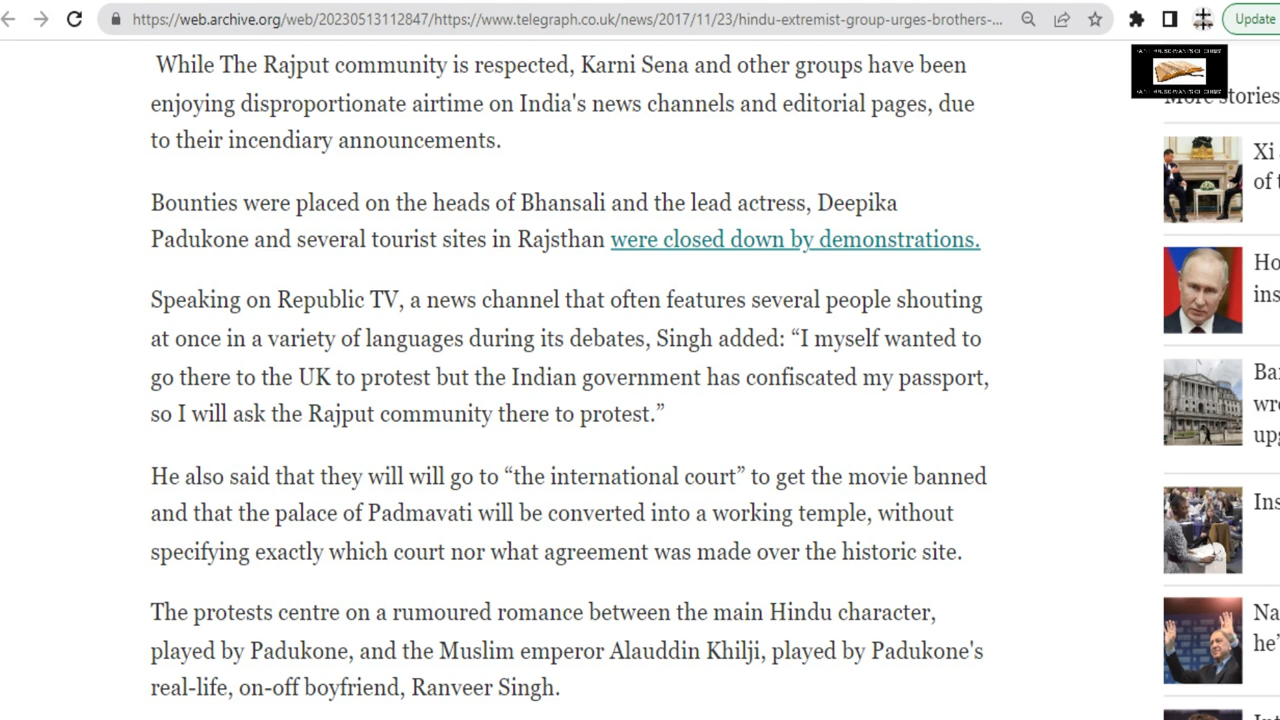 https://web.archive.org/web/20230513112847/https://www.telegraph.co.uk/news/2017/11/23/hindu-extremist-group-urges-brothers-...
Update
While The Rajput community is respected, Karni Sena and other groups have been
enjoying disproportionate airtime on India's news channels and editorial pages, due
to their incendiary announcements.
Bounties were placed on the heads of Bhansali and the lead actress, Deepika
Padukone and several tourist sites in Rajsthan were closed down by demonstrations.
Speaking on Republic TV, a news channel that often features several people shouting
at once in a variety of languages during its debates, Singh added: “I myself wanted to
go there to the UK to protest but the Indian government has confiscated my passport,
so I will ask the Rajput community there to protest.”
He also said that they will will go to “the international court” to get the movie banned
and that the palace of Padmavati will be converted into a working temple, without
specifying exactly which court nor what agreement was made over the historic site.
The protests centre on a rumoured romance between the main Hindu character,
played by Padukone, and the Muslim emperor Alauddin Khilji, played by Padukone's
real-life, on-off boyfriend, Ranveer Singh.
More stories
Xi
of t
Ho
ins
Ba
wr
upg
Ins
Na
he’